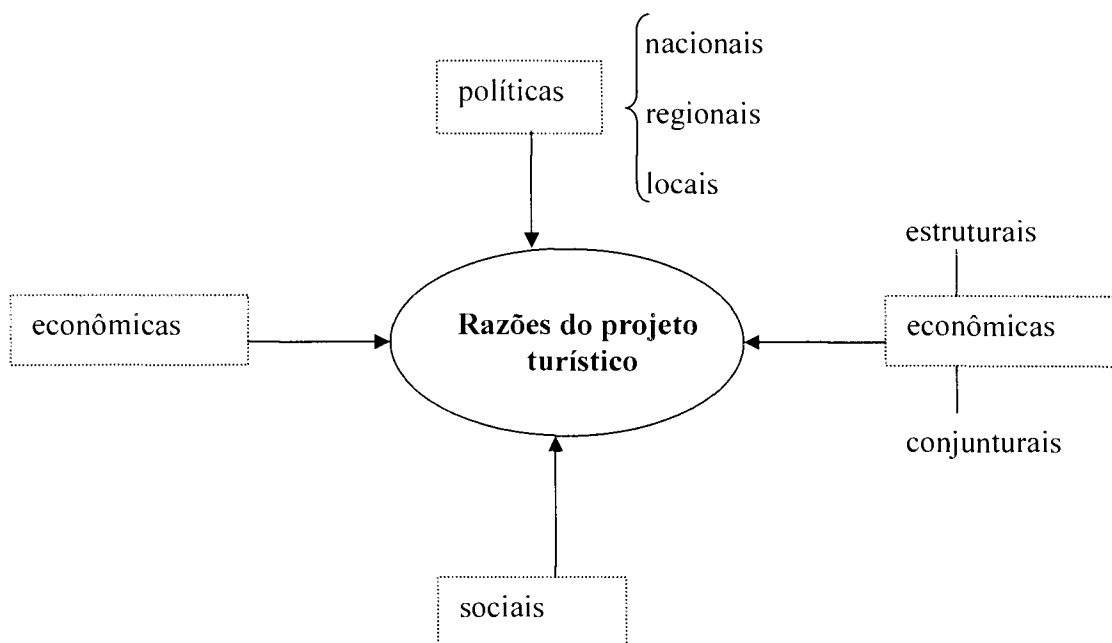 nacionais
políticas
regionais
locais
estruturais
econômicas
Razões do projeto
turístico
econômicas
conjunturais
sociais